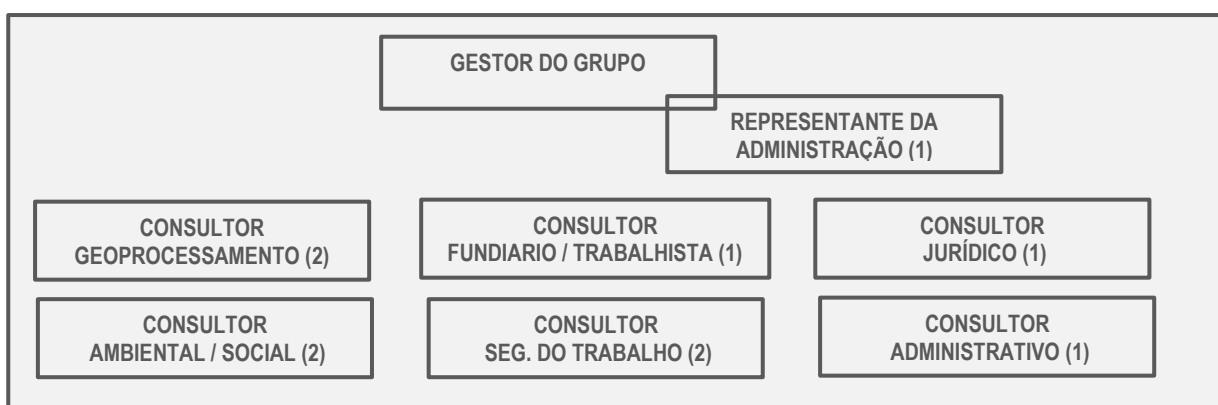 GESTOR DO GRUPO
REPRESENTANTE DA
ADMINISTRAÇÃO (1)
CONSULTOR
GEOPROCESSAMENTO (2)
CONSULTOR
FUNDIARIO / TRABALHISTA (1)
CONSULTOR
JURÍDICO (1)
CONSULTOR
AMBIENTAL / SOCIAL (2)
CONSULTOR
SEG. DO TRABALHO (2)
CONSULTOR
ADMINISTRATIVO (1)